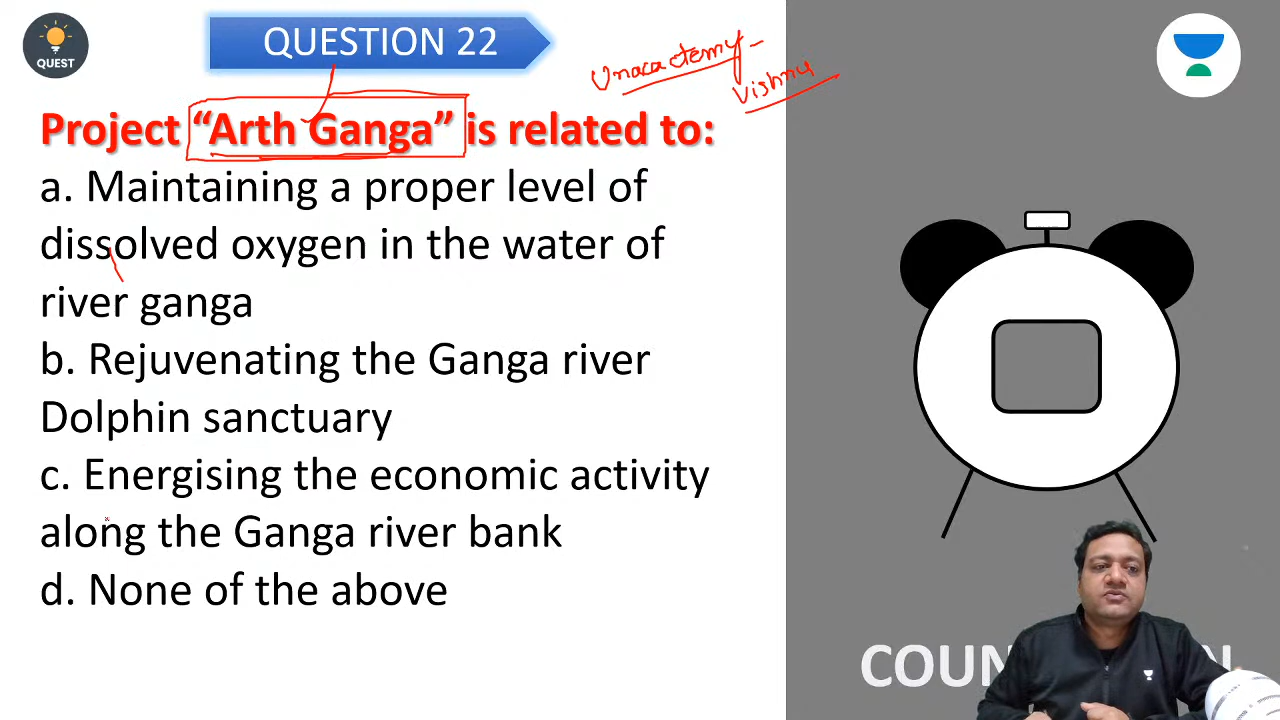 QUEST
QUESTION 22
Unacademy-
Vishnu
Project “Arth Ganga” is related to:
a. Maintaining a proper level of
dissolved oxygen in the water of
river ganga
b. Rejuvenating the Ganga river
Dolphin sanctuary
c. Energising the economic activity
along the Ganga river bank
d. None of the above
COUN N